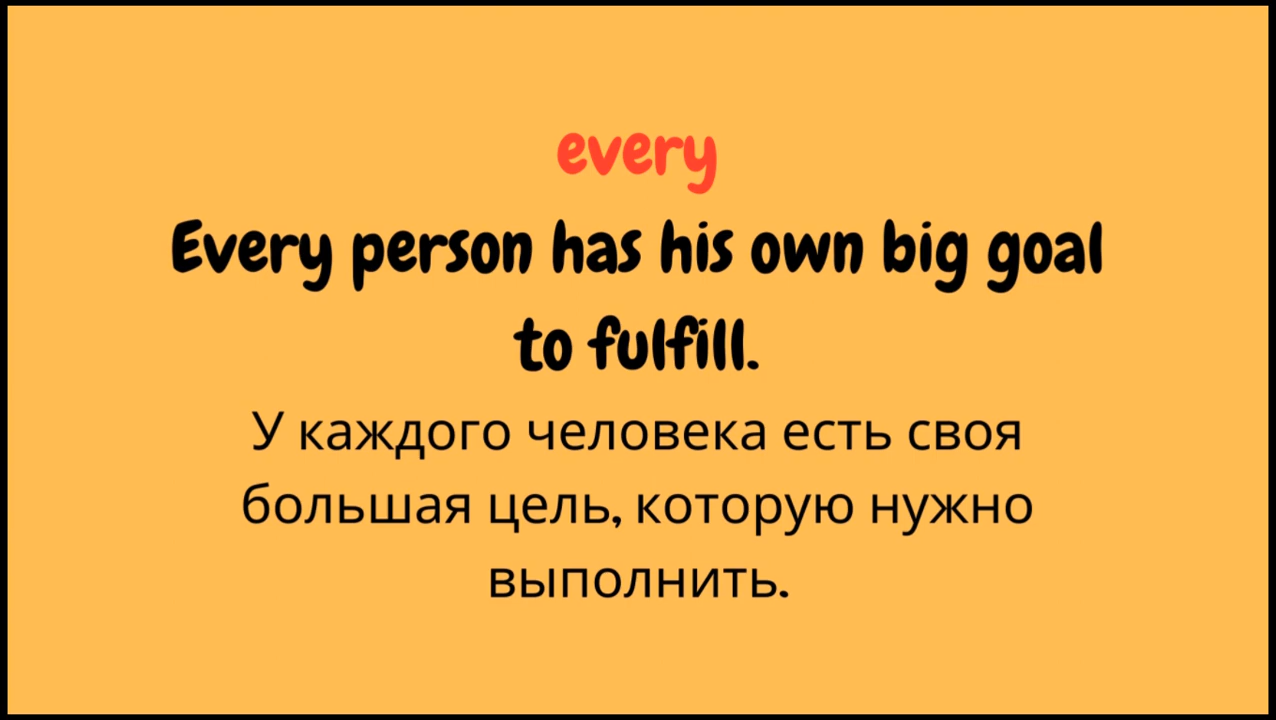 every
Every person has his own big goal
to fulfill.
У каждого человека есть своя
большая цель, которую нужно
выполнить.